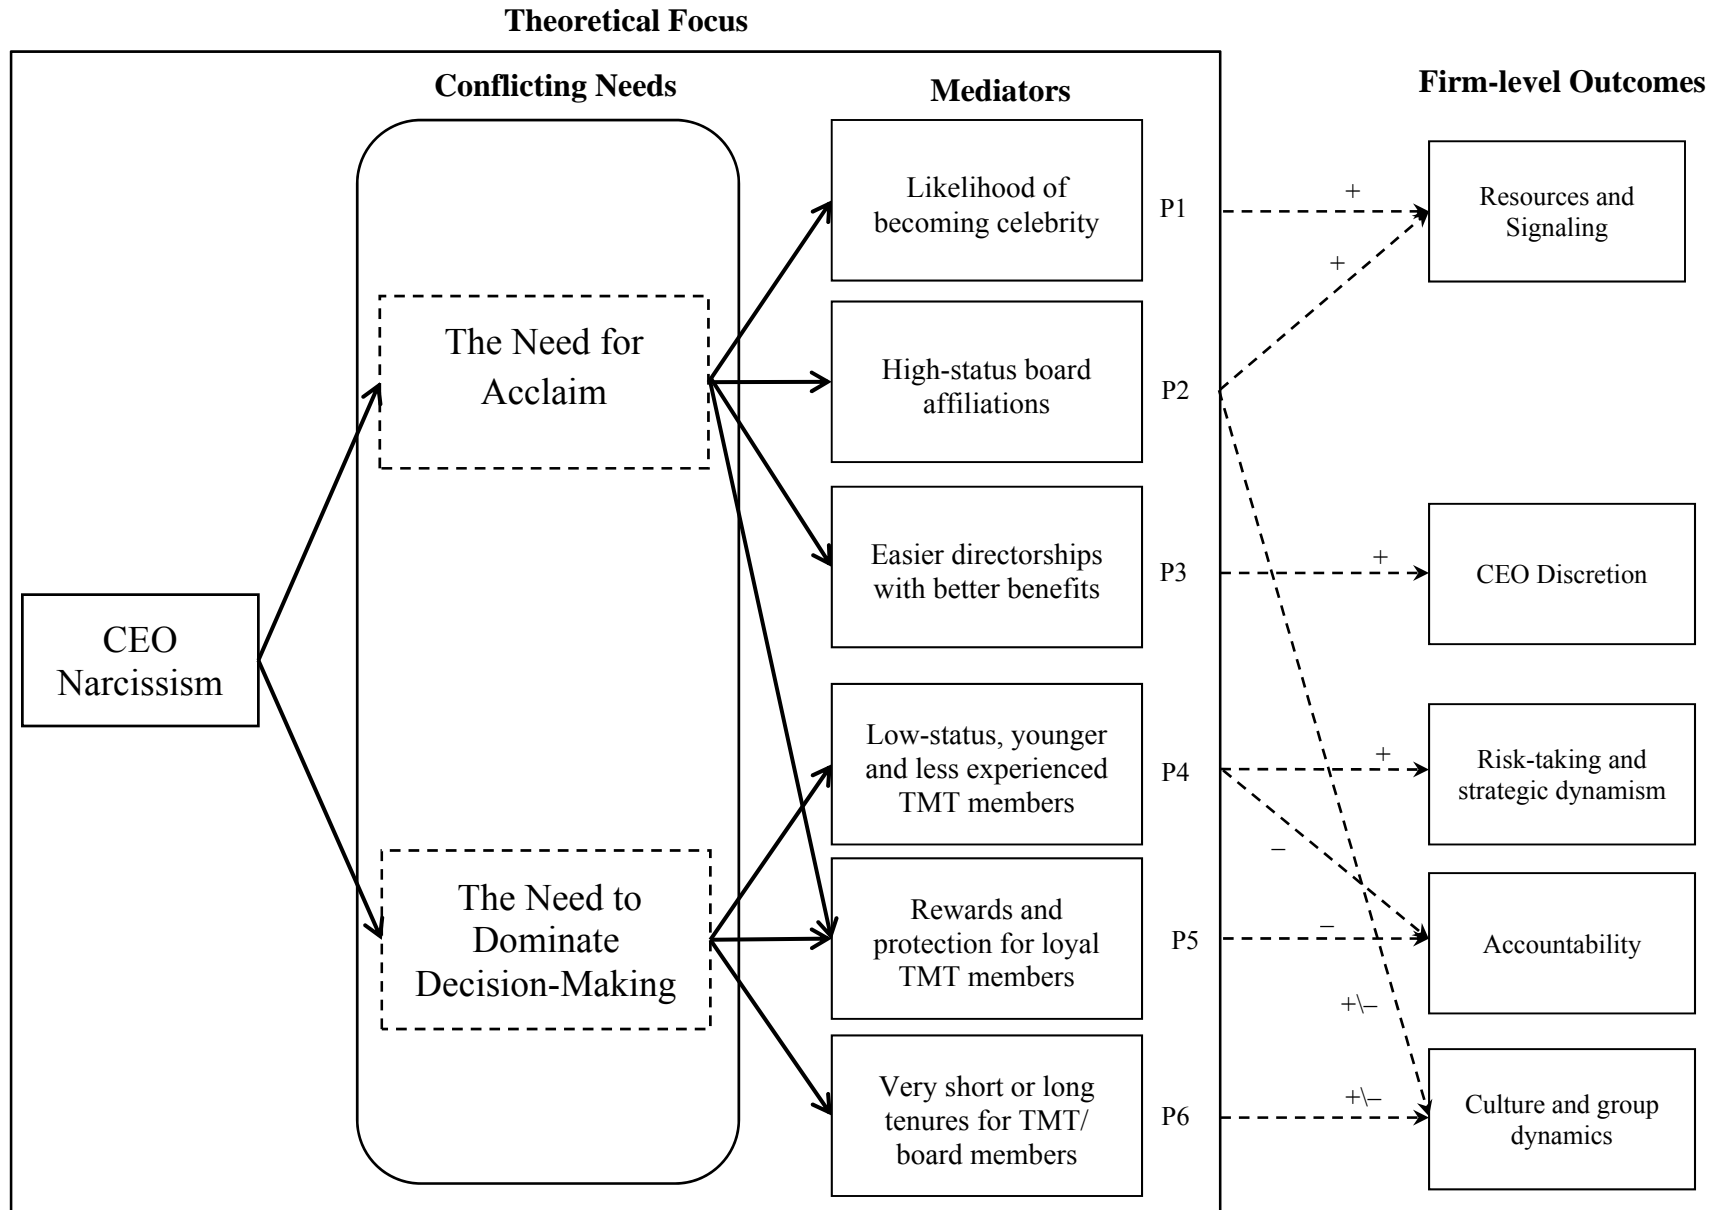 Theoretical Focus
Conflicting Needs
Mediators
Firm-level Outcomes
CEO
Narcissism
The Need for
Acclaim
The Need to
Dominate
Decision-Making
Likelihood of
becoming celebrity
High-status board
affiliations
Easier directorships
with better benefits
Low-status, younger
and less experienced
TMT members
Rewards and
protection for loyal
TMT members
Very short or long
tenures for TMT/
board members
P1
P2
P3
P4
P5
P6
+
+
+
+
–
–
+\–
+\–
Resources and
Signaling
CEO Discretion
Risk-taking and
strategic dynamism
Accountability
Culture and group
dynamics